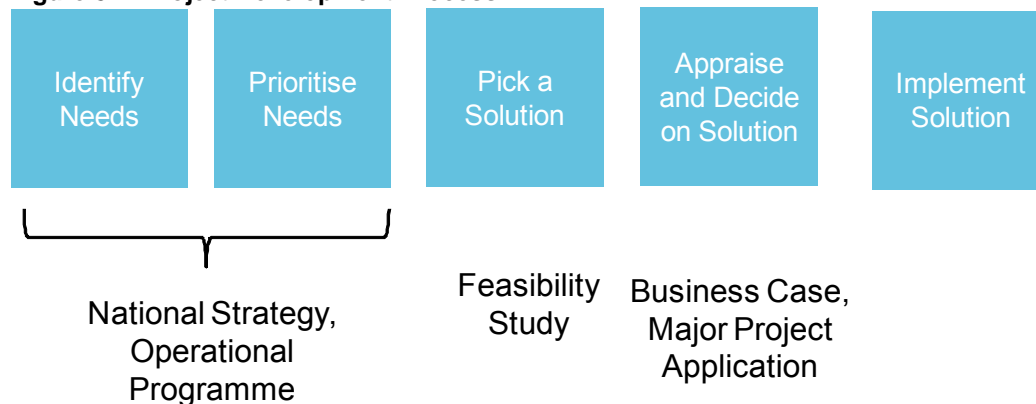 Identify
Needs
Prioritise
Needs
Pick a
Solution
Appraise
and Decide
on Solution
Implement
Solution
National Strategy,
Operational
Programme
Feasibility
Study
Business Case,
Major Project
Application